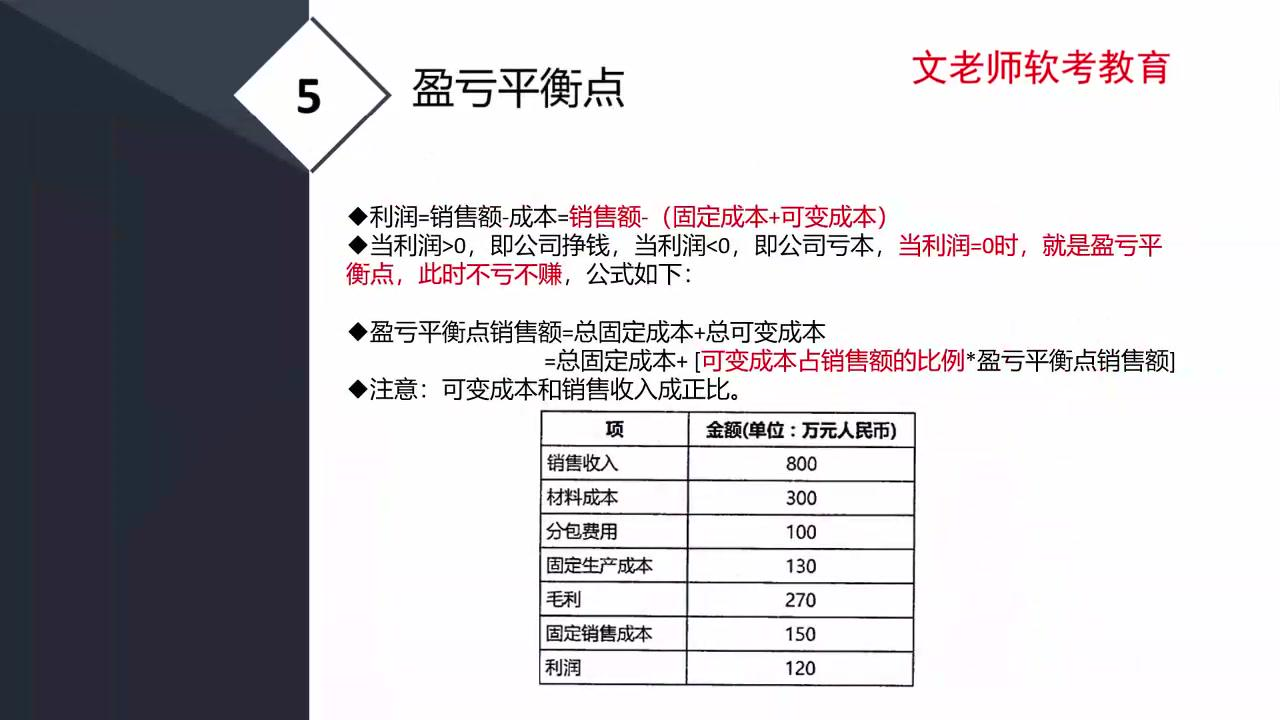 5
盈亏平衡点
文老师软考教育
◆利润=销售额-成本=销售额-（固定成本+可变成本）
◆当利润>0，即公司挣钱，当利润<0，即公司亏本，当利润=0时，就是盈亏平
衡点，此时不亏不赚，公式如下：
◆盈亏平衡点销售额=总固定成本+总可变成本
=总固定成本+ [可变成本占销售额的比例*盈亏平衡点销售额]
◆注意：可变成本和销售收入成正比。
项 金额(单位：万元人民币)
销售收入 800
材料成本 300
分包费用 100
固定生产成本 130
毛利 270
固定销售成本 150
利润 120